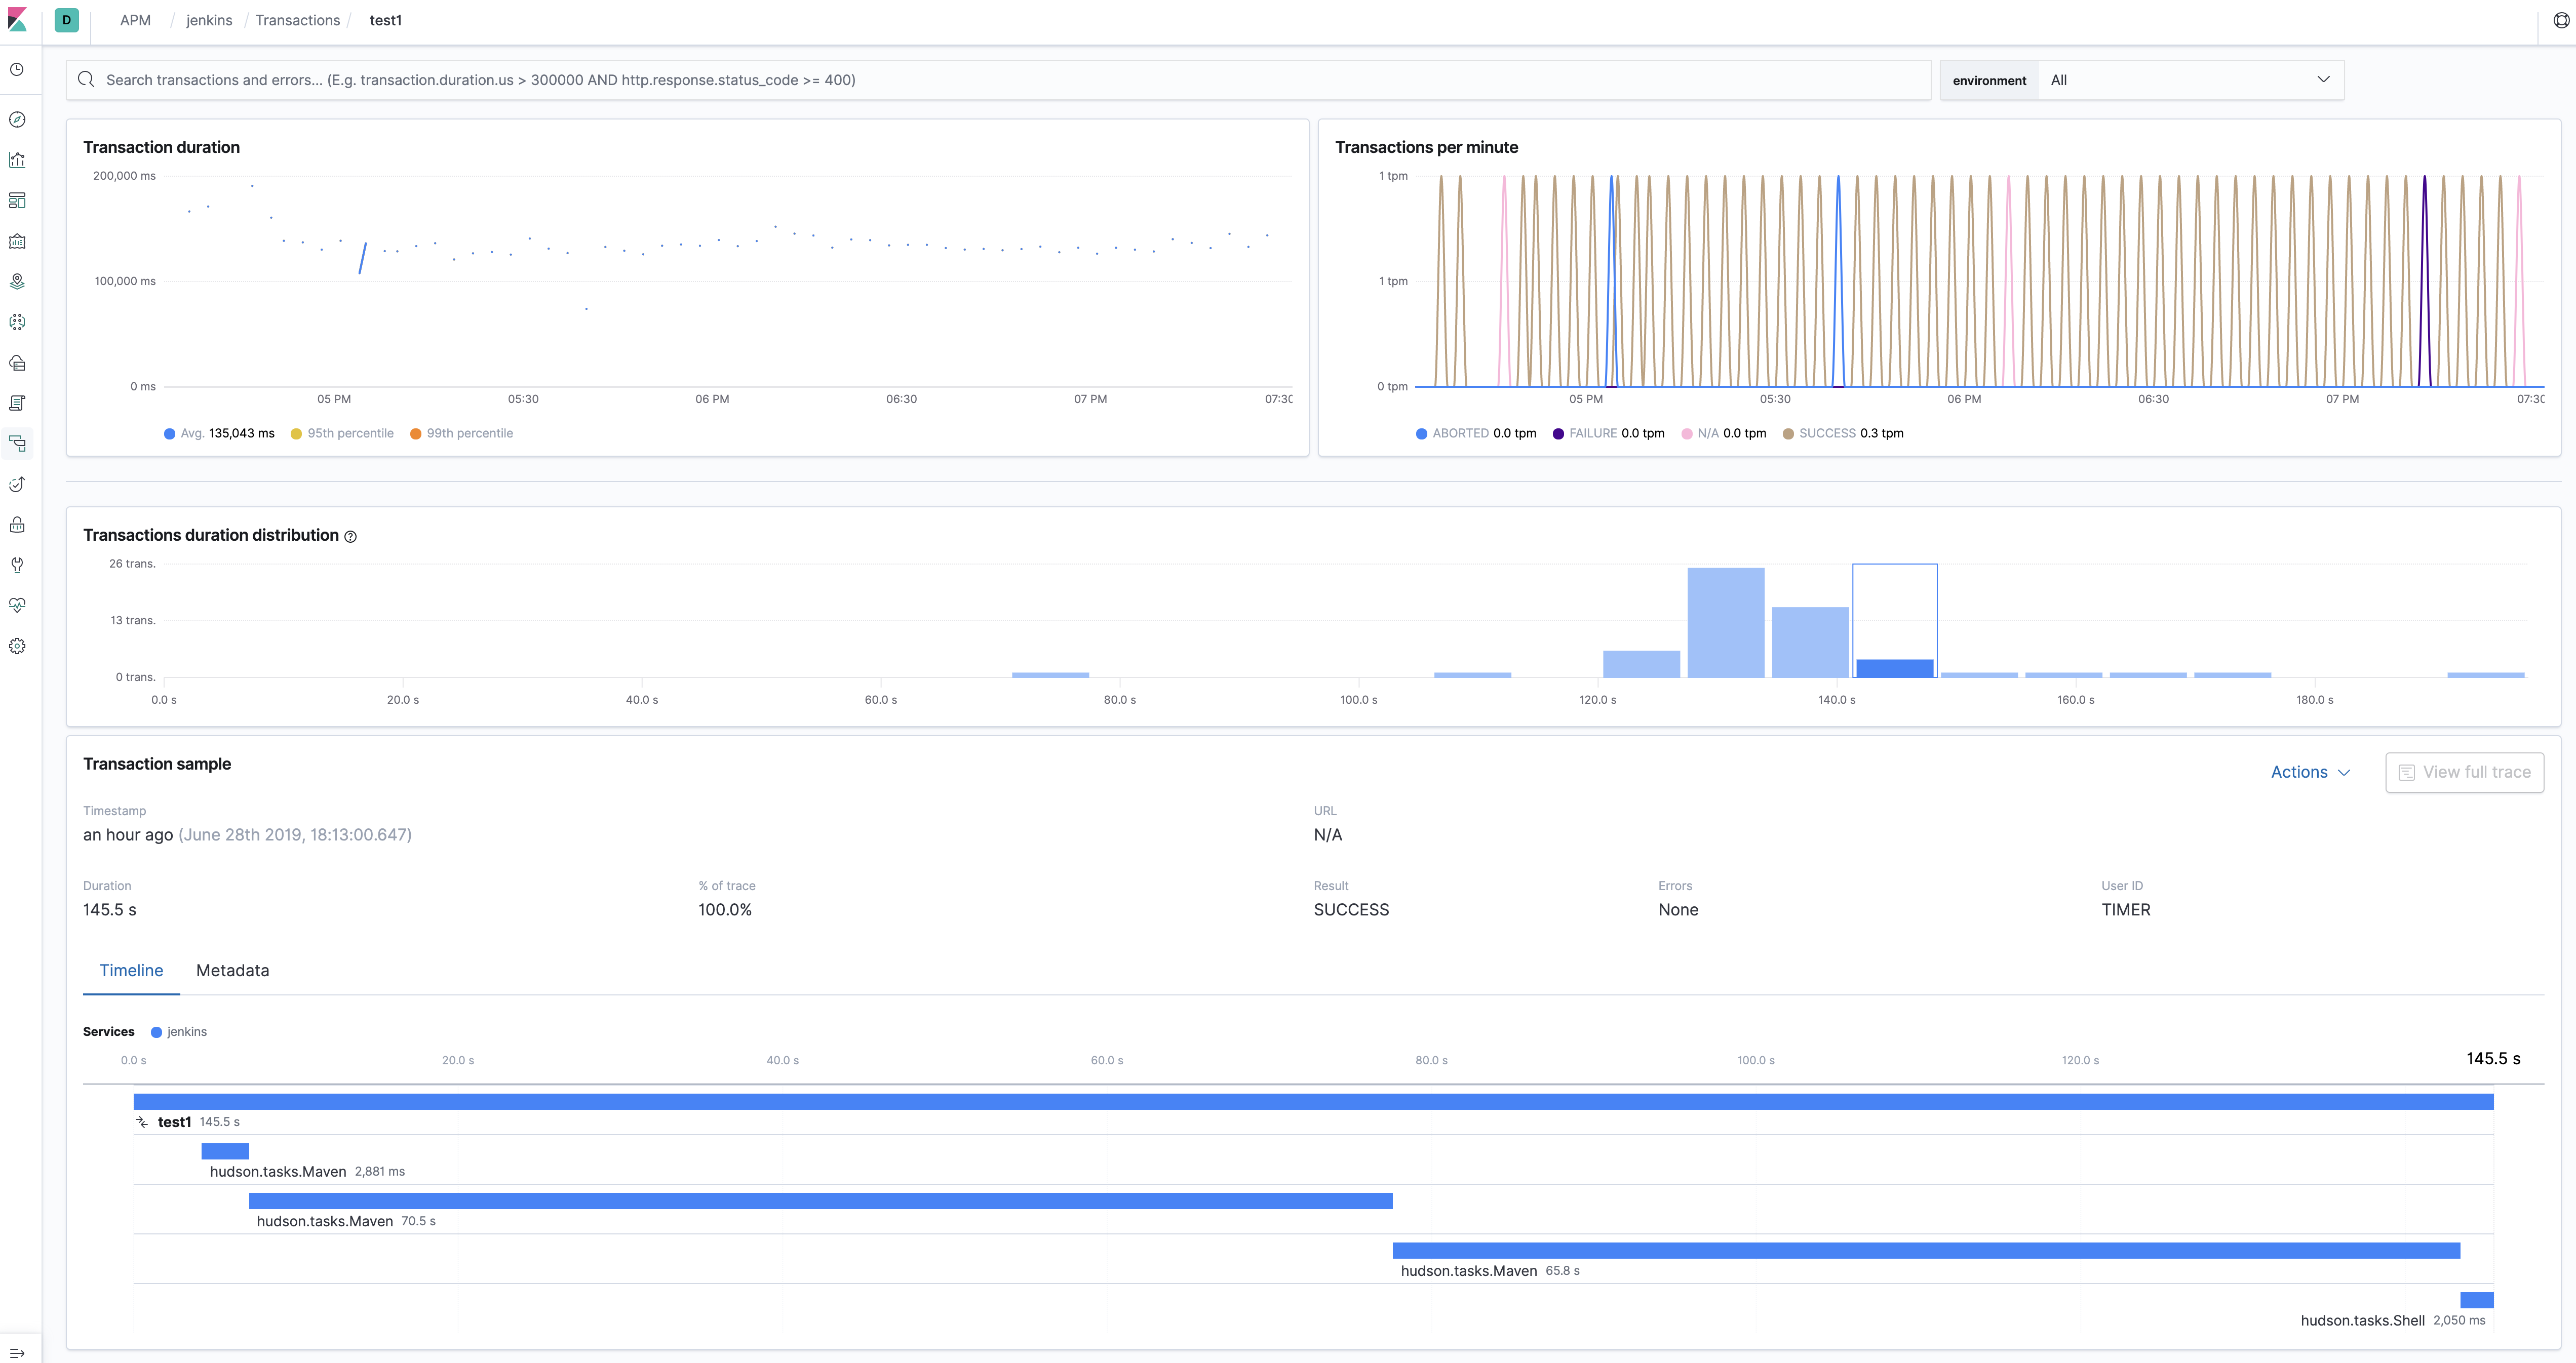 D APM / jenkins / Transactions / test1
Search transactions and errors... (E.g. transaction.duration.us > 300000 AND http.response.status_code >= 400)
environment All
Transaction duration
200,000 ms
100,000 ms
0 ms
05 PM 05:30 06 PM 06:30 07 PM 07:30
Avg. 135,043 ms 95th percentile 99th percentile
Transactions per minute
1 tpm
1 tpm
0 tpm
05 PM 05:30 06 PM 06:30 07 PM 07:30
ABORTED 0.0 tpm FAILURE 0.0 tpm N/A 0.0 tpm SUCCESS 0.3 tpm
Transactions duration distribution
26 trans.
13 trans.
0 trans.
0.0 s 20.0 s 40.0 s 60.0 s 80.0 s 100.0 s 120.0 s 140.0 s 160.0 s 180.0 s
Transaction sample
Actions View full trace
Timestamp URL
an hour ago (June 28th 2019, 18:13:00.647) N/A
Duration % of trace Result Errors User ID
145.5 s 100.0% SUCCESS None TIMER
Timeline Metadata
Services jenkins
0.0 s 20.0 s 40.0 s 60.0 s 80.0 s 100.0 s 120.0 s 145.5 s
test1 145.5 s
hudson.tasks.Maven 2,881 ms
hudson.tasks.Maven 70.5 s
hudson.tasks.Maven 65.8 s
hudson.tasks.Shell 2,050 ms